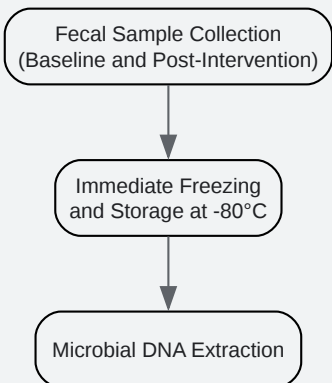 Fecal Sample Collection
(Baseline and Post-Intervention)
Immediate Freezing
and Storage at -80°C
Microbial DNA Extraction